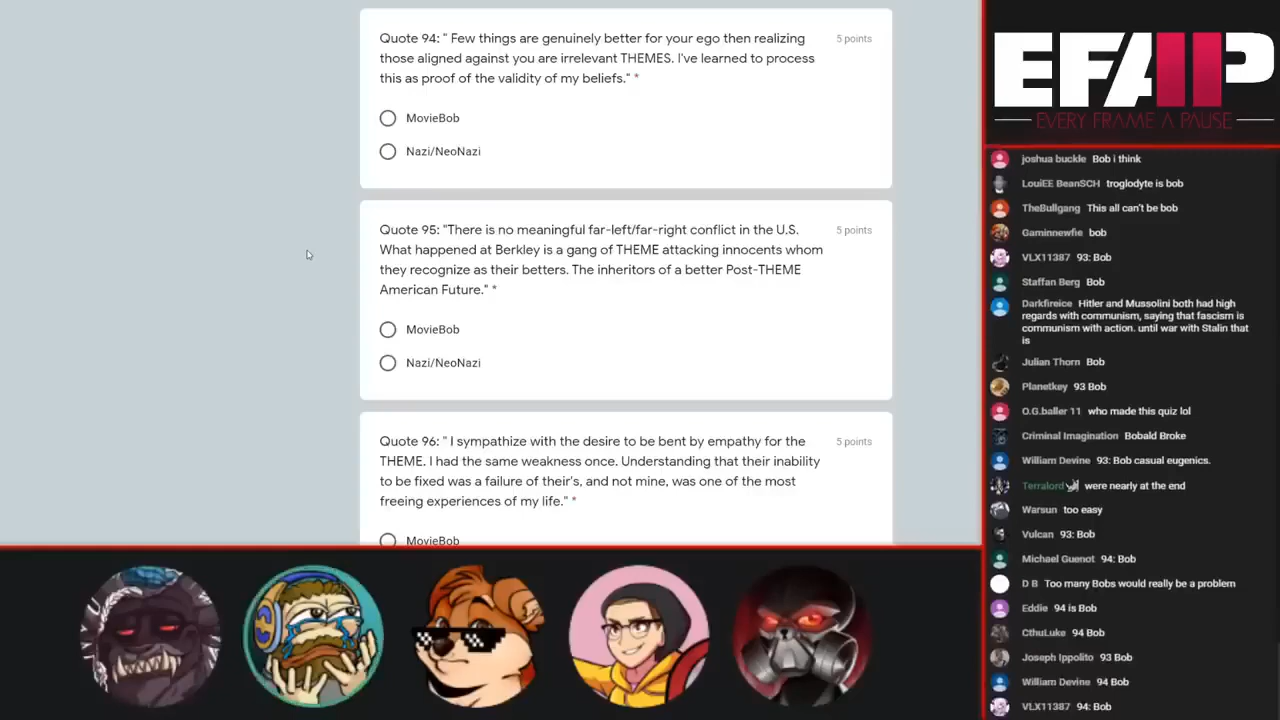 Quote 94: " Few things are genuinely better for your ego then realizing
those aligned against you are irrelevant THEMES. I've learned to process
this as proof of the validity of my beliefs." *
5 points
MovieBob
Nazi/NeoNazi
Quote 95: "There is no meaningful far-left/far-right conflict in the U.S.
What happened at Berkley is a gang of THEME attacking innocents whom
they recognize as their betters. The inheritors of a better Post-THEME
American Future." *
5 points
MovieBob
Nazi/NeoNazi
Quote 96: " I sympathize with the desire to be bent by empathy for the
THEME. I had the same weakness once. Understanding that their inability
to be fixed was a failure of their's, and not mine, was one of the most
freeing experiences of my life." *
5 points
MovieBob
EFAP
EVERY FRAME A PAUSE
joshua buckle Bob i think
LouiEE BeanSCH troglodyte is bob
TheBullgang This all can't be bob
Gaminnewfie bob
VLX11387 93: Bob
Staffan Berg Bob
Darkfireice Hitler and Mussolini both had high
regards with communism, saying that fascism is
communism with action. until war with Stalin that
is
Julian Thorn Bob
Planetkey 93 Bob
O.G.baller 11 who made this quiz lol
Criminal Imagination Bobald Broke
William Devine 93: Bob casual eugenics.
Terralord were nearly at the end
Warsun too easy
Vulcan 93: Bob
Michael Guenot 94: Bob
D B Too many Bobs would really be a problem
Eddie 94 is Bob
CthuLuke 94 Bob
Joseph Ippolito 93 Bob
William Devine 94 Bob
VLX11387 94: Bob